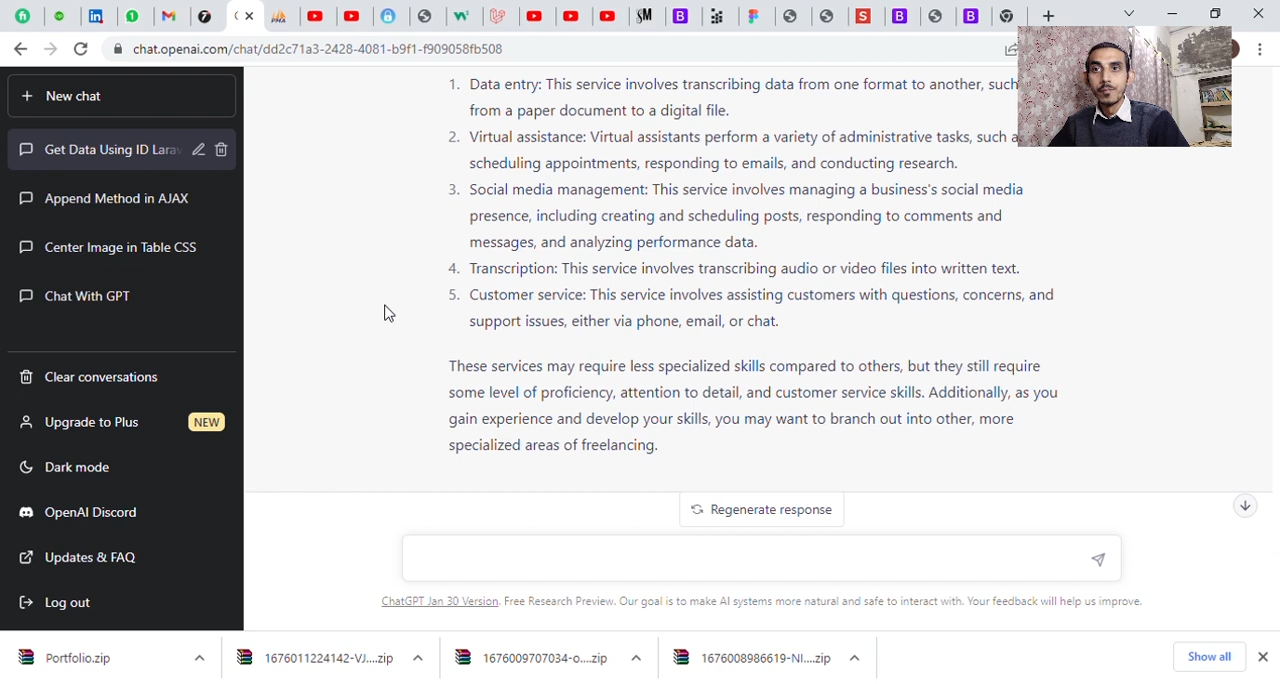 chat.openai.com/chat/dd2c71a3-2428-4081-b9f1-f909058fb508
New chat
Get Data Using ID Larav
Append Method in AJAX
Center Image in Table CSS
Chat With GPT
Clear conversations
Upgrade to Plus NEW
Dark mode
OpenAI Discord
Updates & FAQ
Log out
1. Data entry: This service involves transcribing data from one format to another, such
from a paper document to a digital file.
2. Virtual assistance: Virtual assistants perform a variety of administrative tasks, such a
scheduling appointments, responding to emails, and conducting research.
3. Social media management: This service involves managing a business's social media
presence, including creating and scheduling posts, responding to comments and
messages, and analyzing performance data.
4. Transcription: This service involves transcribing audio or video files into written text.
5. Customer service: This service involves assisting customers with questions, concerns, and
support issues, either via phone, email, or chat.
These services may require less specialized skills compared to others, but they still require
some level of proficiency, attention to detail, and customer service skills. Additionally, as you
gain experience and develop your skills, you may want to branch out into other, more
specialized areas of freelancing.
Regenerate response
ChatGPT Jan 30 Version. Free Research Preview. Our goal is to make AI systems more natural and safe to interact with. Your feedback will help us improve.
Portfolio.zip
1676011224142-VJ....zip
1676009707034-o....zip
1676008986619-NI....zip
Show all